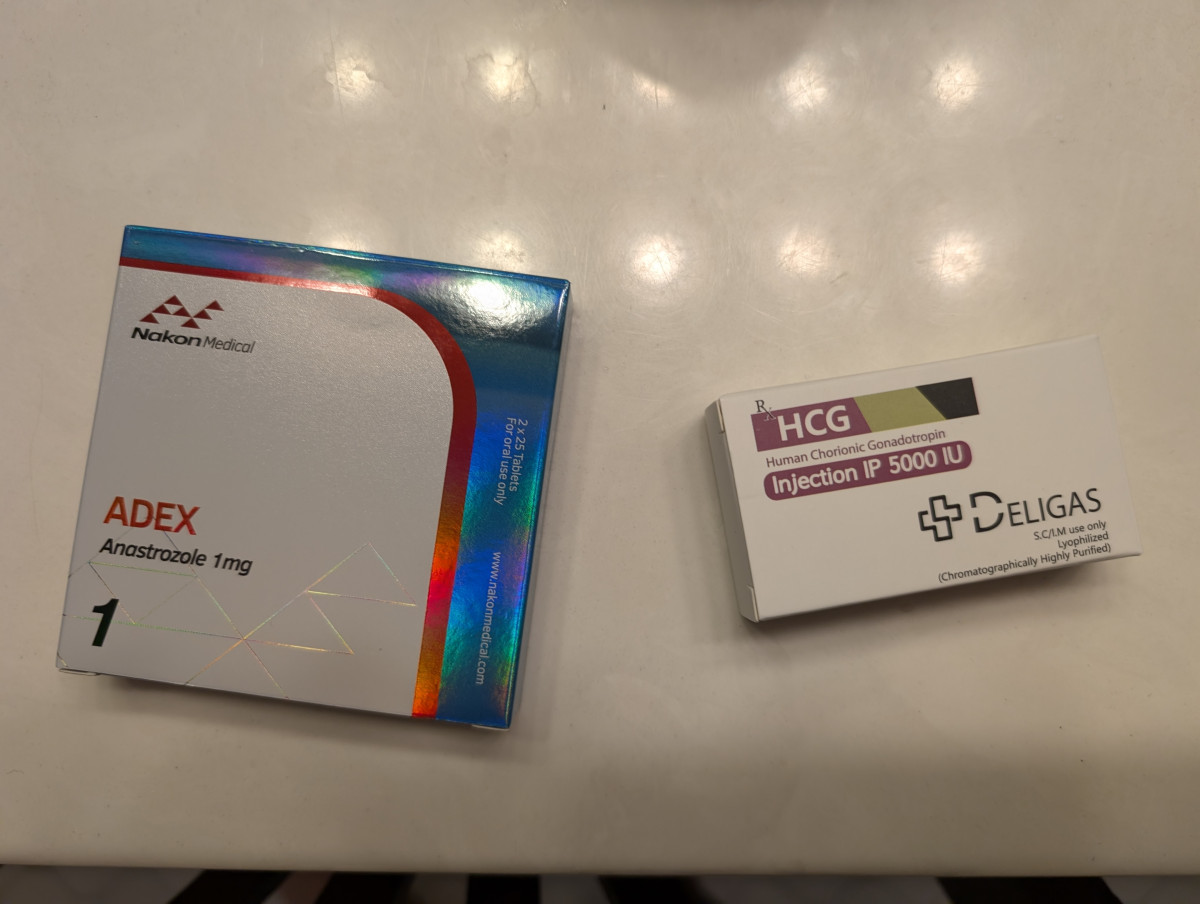 Nakon Medical
ADEX
Anastrozole 1mg
1
2 x 25 Tablets
For oral use only
www.nakonmedical.com
Rx
HCG
Human Chorionic Gonadotropin
Injection IP 5000 IU
DELIGAS
S.C/I.M use only
Lyophilized
(Chromatographically Highly Purified)